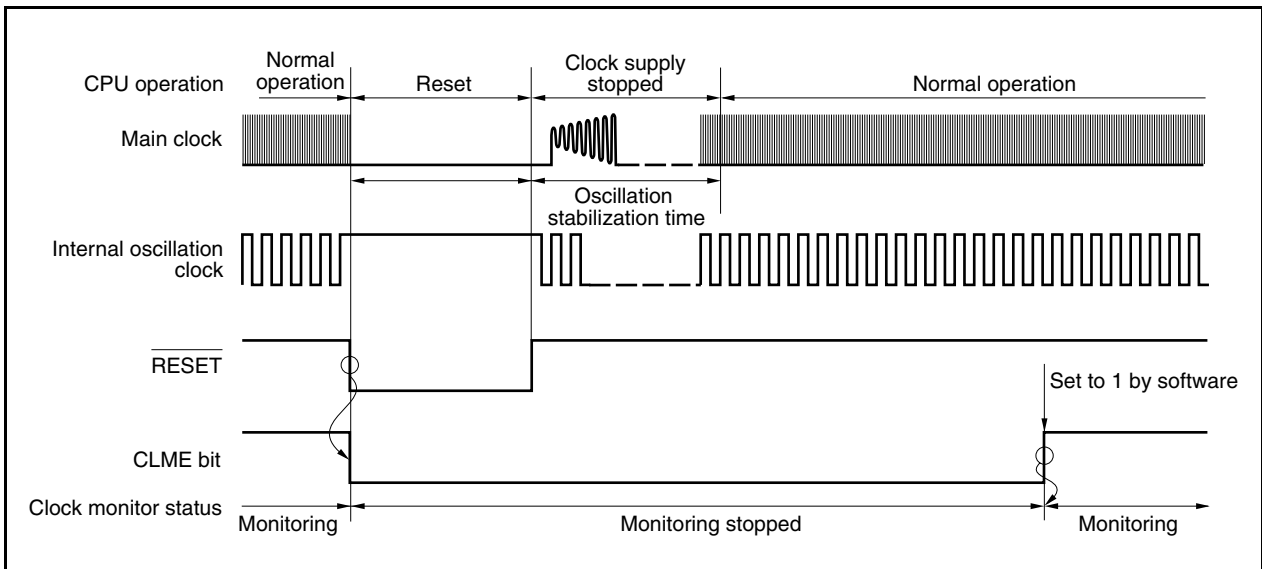 CPU operation
Normal
operation
Reset
Clock supply
stopped
Normal operation
Main clock
Oscillation
stabilization time
Internal oscillation
clock
RESET
Set to 1 by software
CLME bit
Clock monitor status
Monitoring
Monitoring stopped
Monitoring